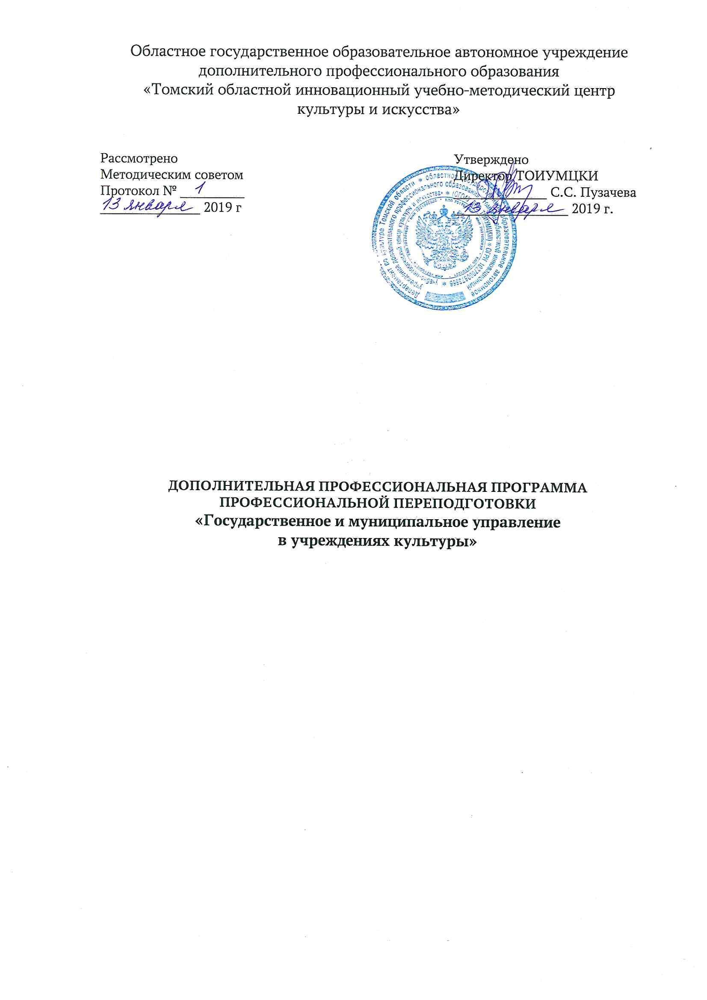 Областное государственное образовательное автономное учреждение
дополнительного профессионального образования
«Томский областной инновационный учебно-методический центр
культуры и искусства»
Рассмотрено
Методическим советом
Протокол № 1
13 января 2019 г
Утверждено
Директор ТОИУМЦКИ
С.С. Пузачева
13 января 2019 г.
ДОПОЛНИТЕЛЬНАЯ ПРОФЕССИОНАЛЬНАЯ ПРОГРАММА
ПРОФЕССИОНАЛЬНОЙ ПЕРЕПОДГОТОВКИ
«Государственное и муниципальное управление
в учреждениях культуры»